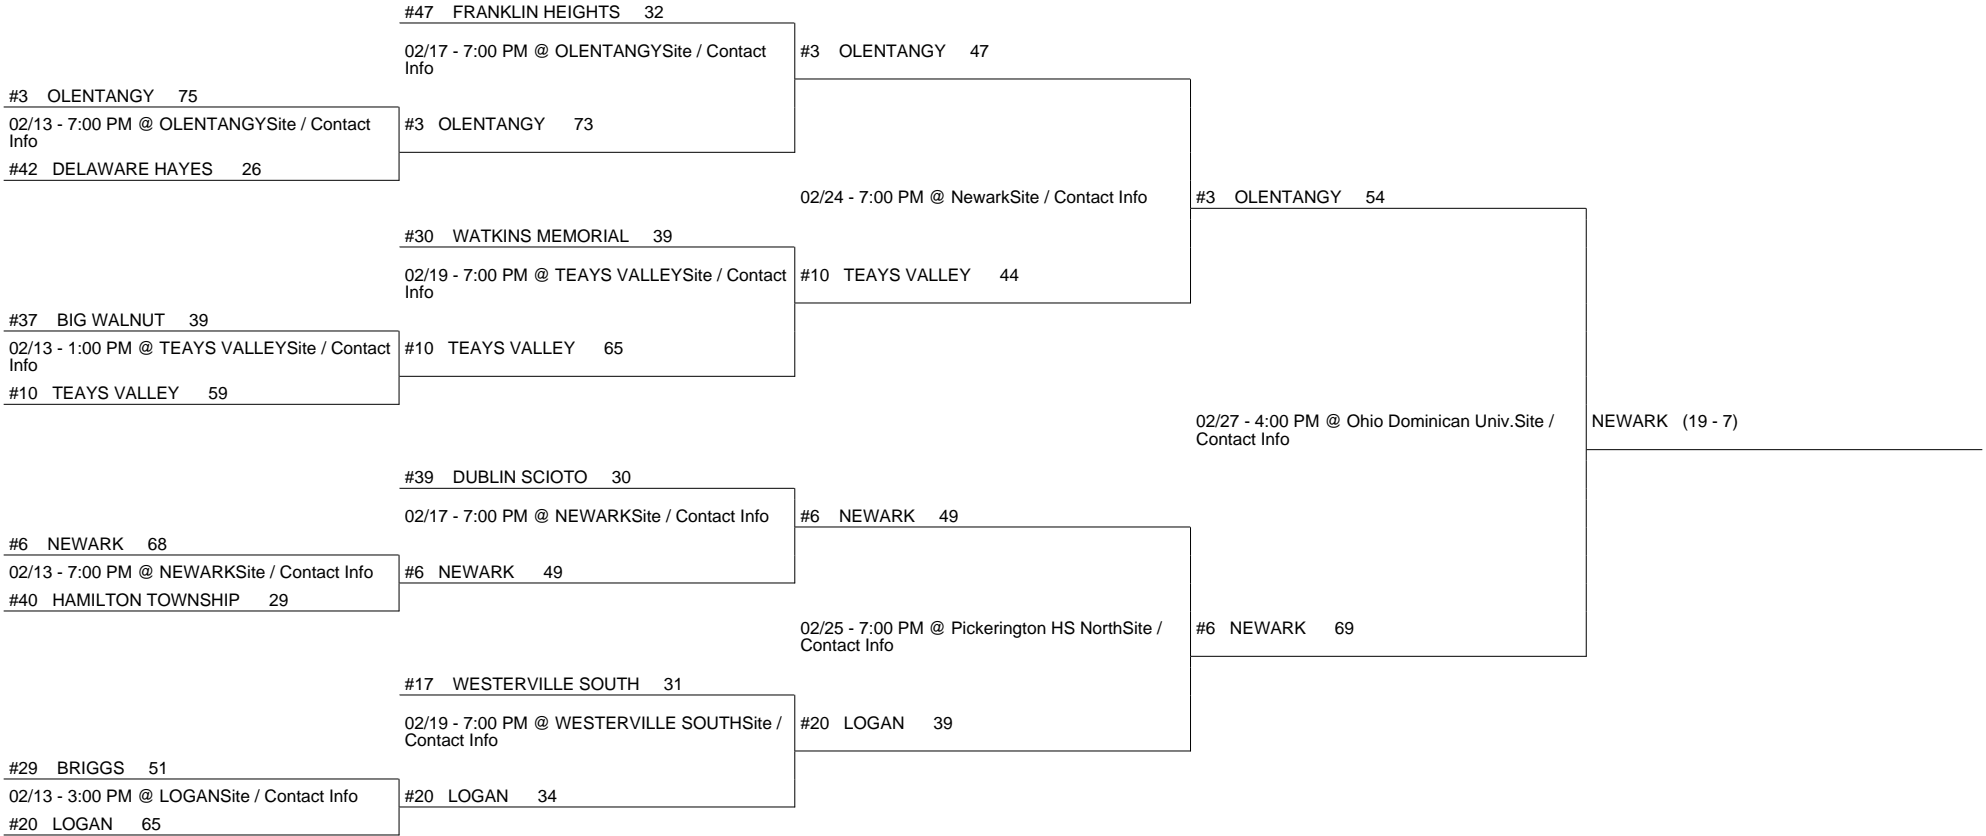 #47 FRANKLIN HEIGHTS 32
02/17 - 7:00 PM @ OLENTANGYSite / Contact
Info
#3 OLENTANGY 47
#3 OLENTANGY 75
02/13 - 7:00 PM @ OLENTANGYSite / Contact
Info
#3 OLENTANGY 73
#42 DELAWARE HAYES 26
02/24 - 7:00 PM @ NewarkSite / Contact Info
#3 OLENTANGY 54
#30 WATKINS MEMORIAL 39
02/19 - 7:00 PM @ TEAYS VALLEYSite / Contact
Info
#10 TEAYS VALLEY 44
#37 BIG WALNUT 39
02/13 - 1:00 PM @ TEAYS VALLEYSite / Contact
Info
#10 TEAYS VALLEY 65
#10 TEAYS VALLEY 59
02/27 - 4:00 PM @ Ohio Dominican Univ.Site /
Contact Info
NEWARK (19 - 7)
#39 DUBLIN SCIOTO 30
02/17 - 7:00 PM @ NEWARKSite / Contact Info
#6 NEWARK 49
#6 NEWARK 68
02/13 - 7:00 PM @ NEWARKSite / Contact Info
#6 NEWARK 49
#40 HAMILTON TOWNSHIP 29
02/25 - 7:00 PM @ Pickerington HS NorthSite /
Contact Info
#6 NEWARK 69
#17 WESTERVILLE SOUTH 31
02/19 - 7:00 PM @ WESTERVILLE SOUTHSite /
Contact Info
#20 LOGAN 39
#29 BRIGGS 51
02/13 - 3:00 PM @ LOGANSite / Contact Info
#20 LOGAN 34
#20 LOGAN 65